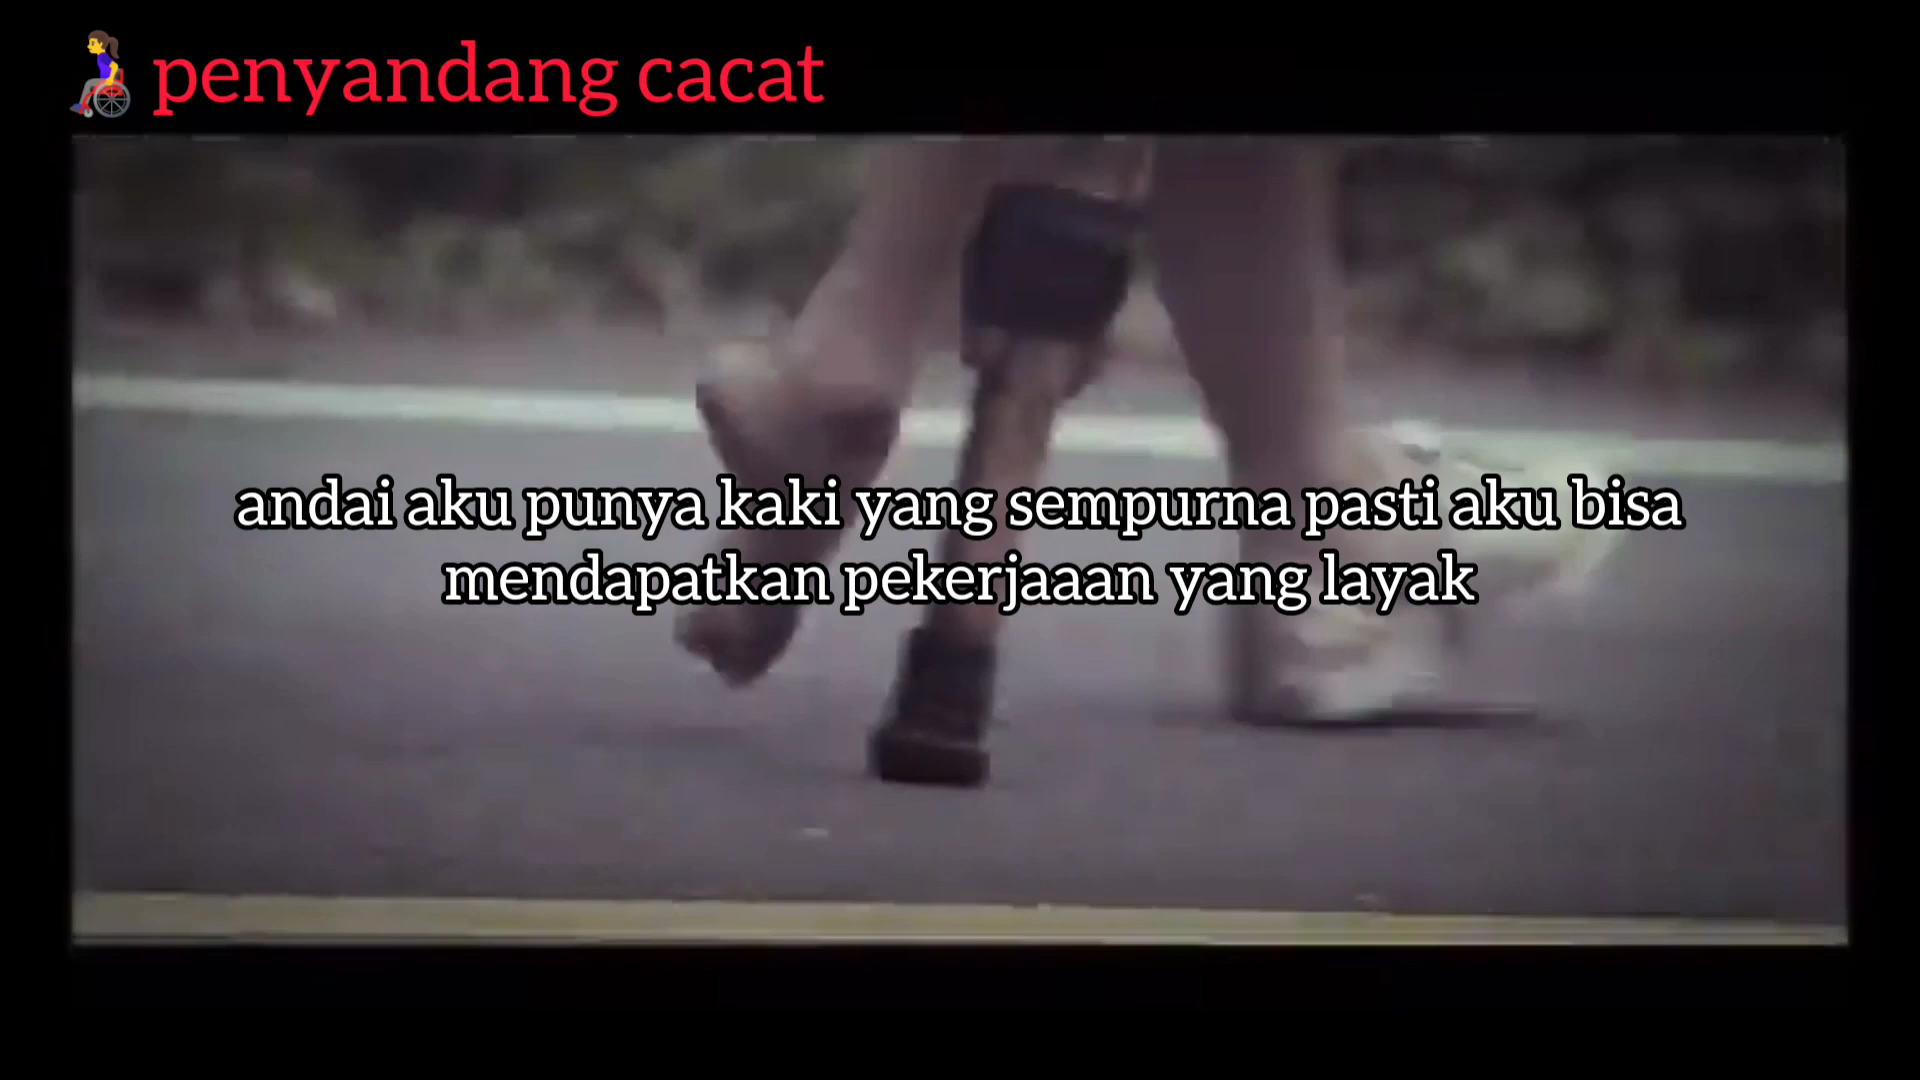 penyandang cacat
andai aku punya kaki yang sempurna pasti aku bisa
mendapatkan pekerjaaan yang layak